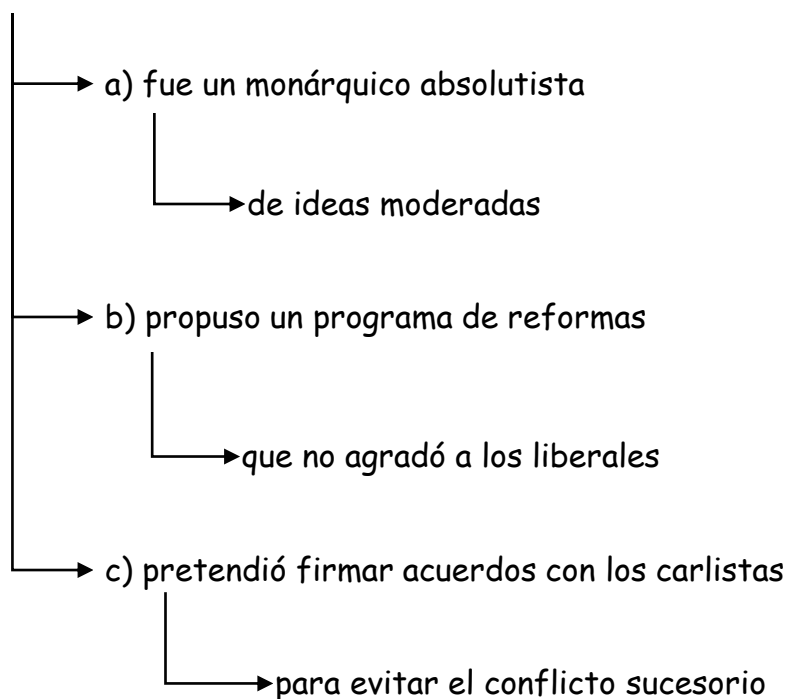 a) fue un monárquico absolutista
de ideas moderadas
b) propuso un programa de reformas
que no agradó a los liberales
c) pretendió firmar acuerdos con los carlistas
para evitar el conflicto sucesorio